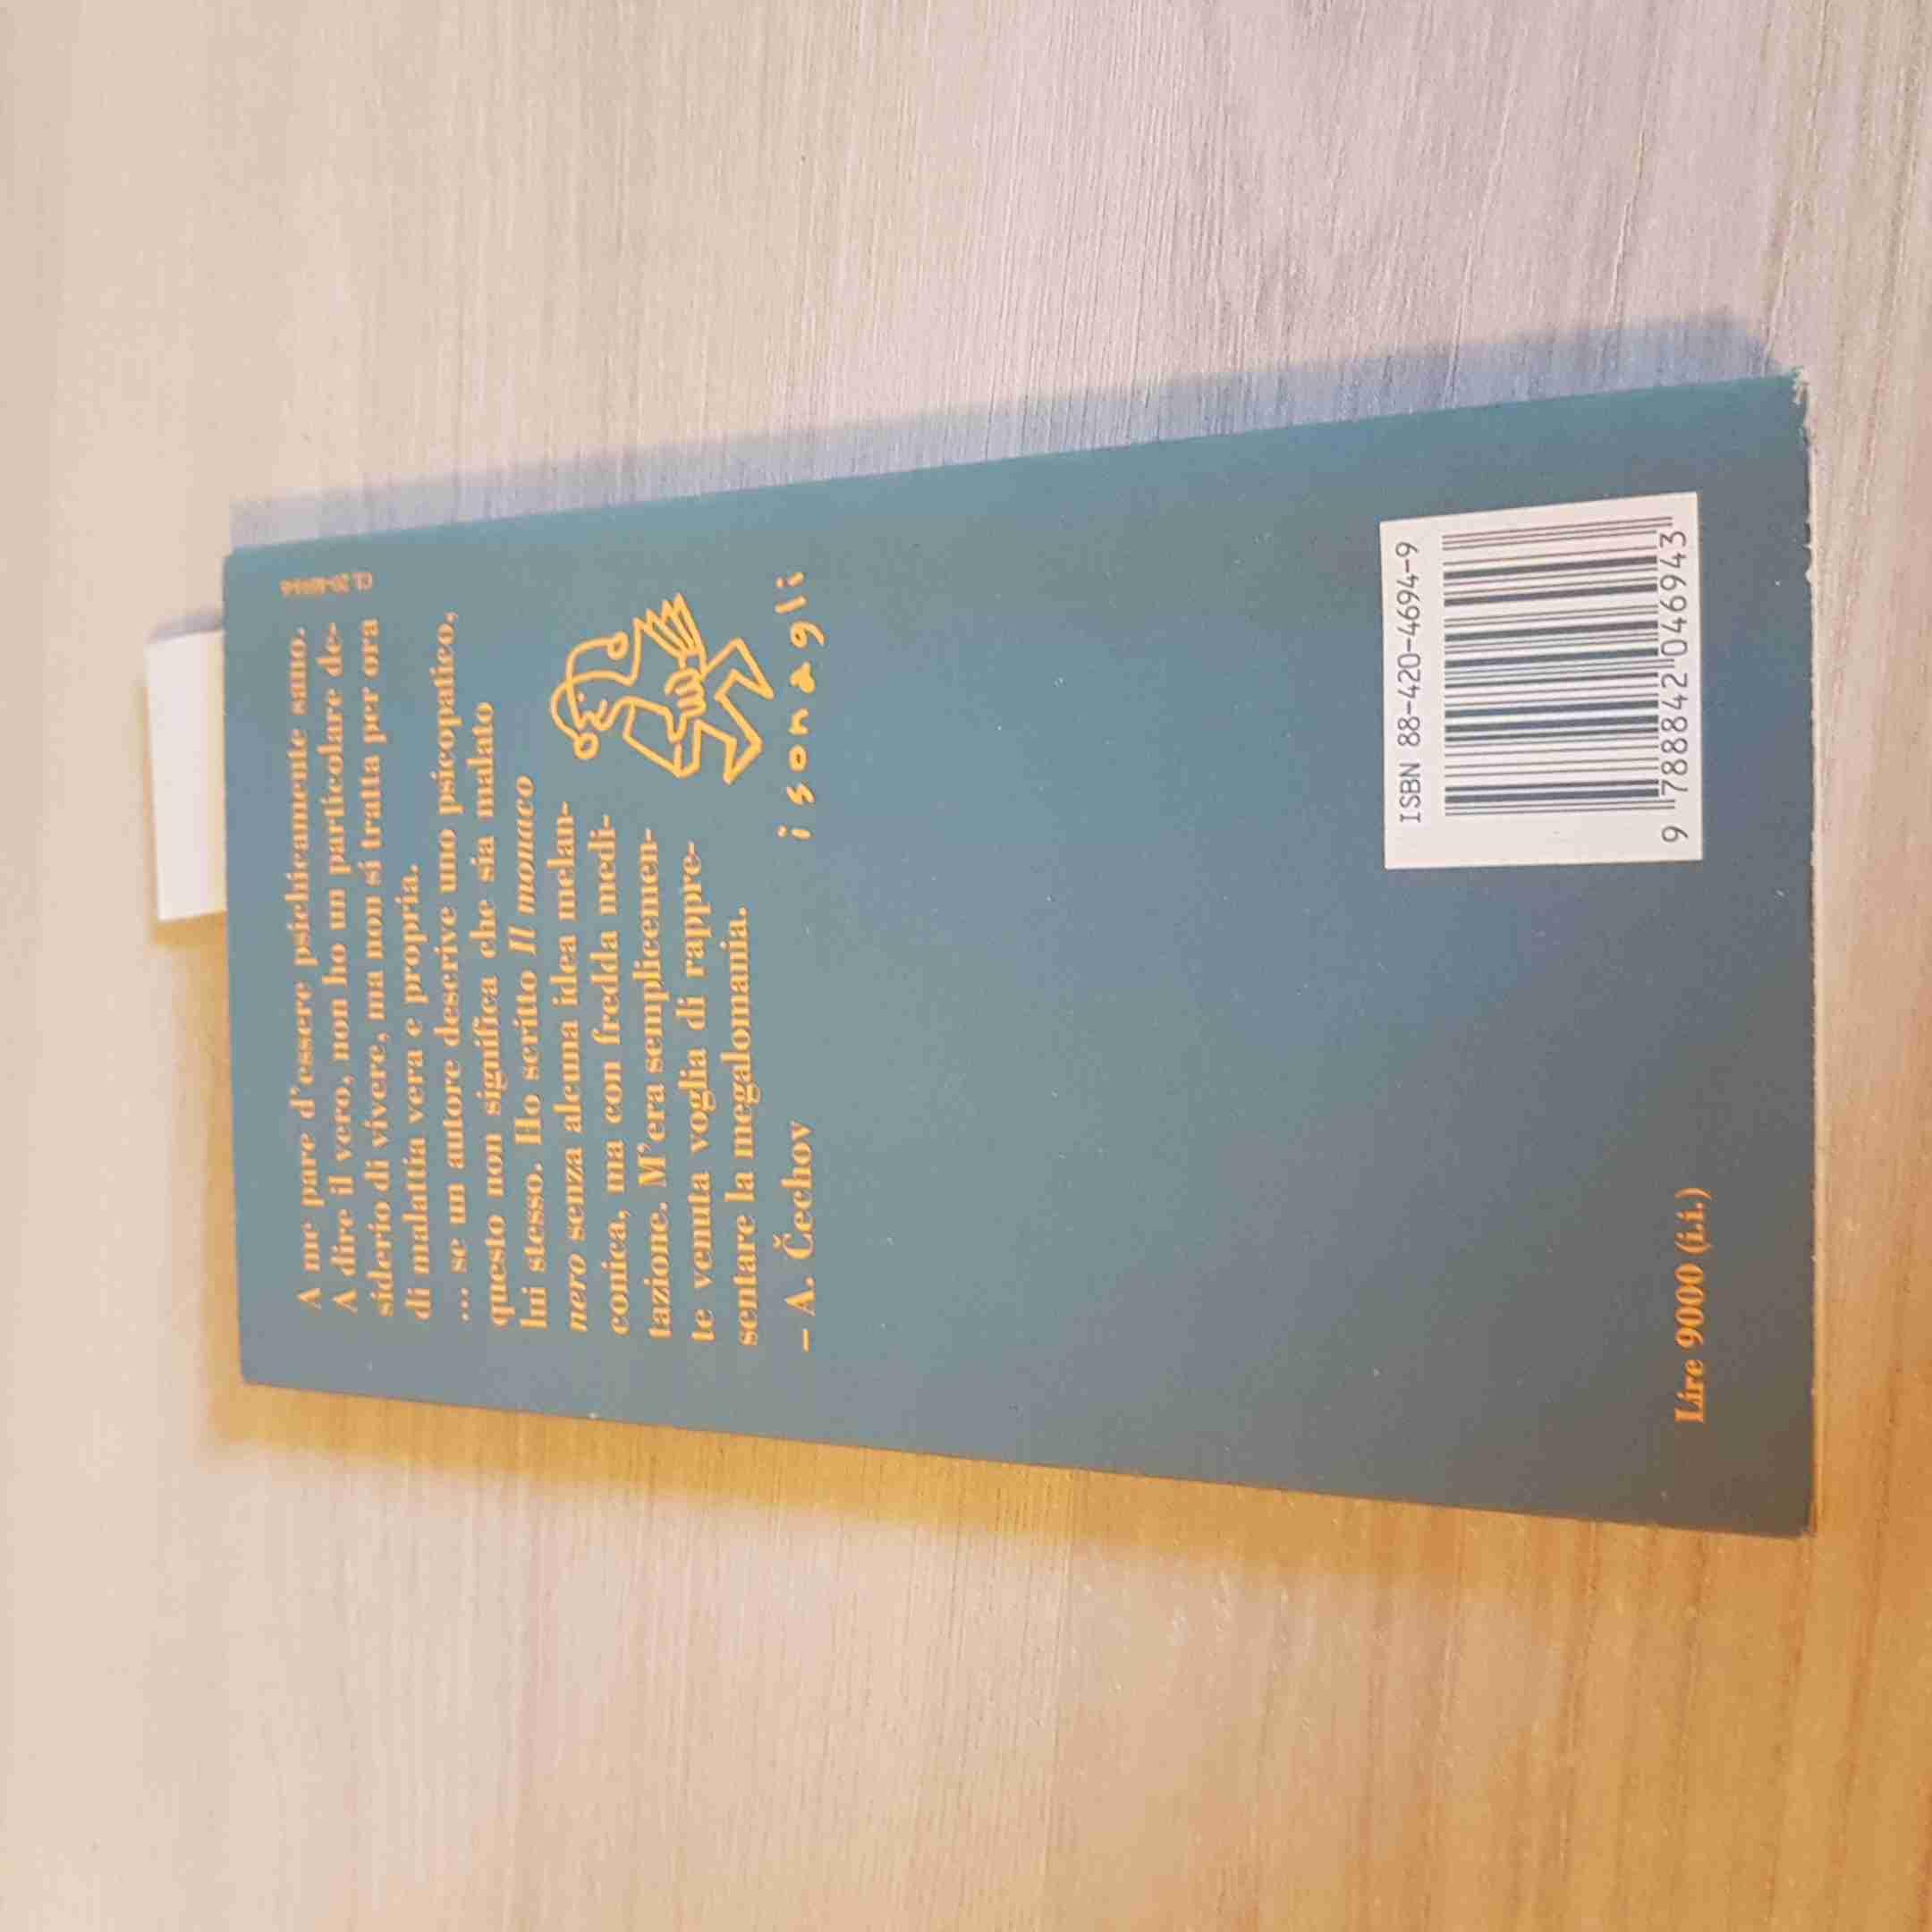 A me pare d'essere psichicamente sano.
A dire il vero, non ho un particolare de-
siderio di vivere, ma non si tratta per ora
di malattia vera e propria.
... se un autore descrive uno psicopatico,
questo non significa che sia malato
lui stesso. Ho scritto Il monaco
nero senza alcuna idea melan-
conica, ma con fredda medi-
tazione. M'era semplicemen-
te venuta voglia di rappre-
sentare la megalomania.
– A. Čechov
i sonagli
ISBN 88-420-4694-9
9 788842 046943
Lire 9000 (i.i.)